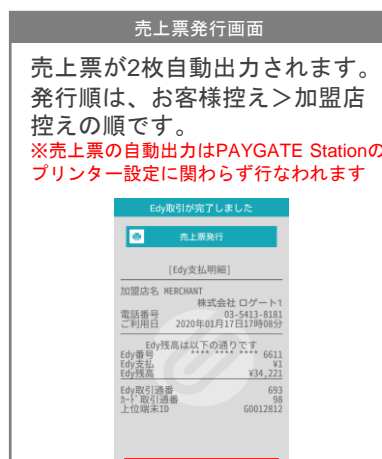 売上票発行画面
売上票が2枚自動出力されます。
発行順は、お客様控え＞加盟店
控えの順です。
※売上票の自動出力はPAYGATE Stationの
プリンター設定に関わらず行なわれます
Edy取引が完了しました
売上票発行
[Edy支払明細]
加盟店名 MERCHANT
株式会社 ロゲート1
電話番号 03-5413-8181
ご利用日 2020年01月17日17時08分
Edy残高は以下の通りです
Edy番号 **** **** **** 6611
Edy支払 ¥1
Edy残高 ¥34,221
Edy取引通番 693
ｶｰﾄﾞ取引通番 98
上位端末ID G0012812